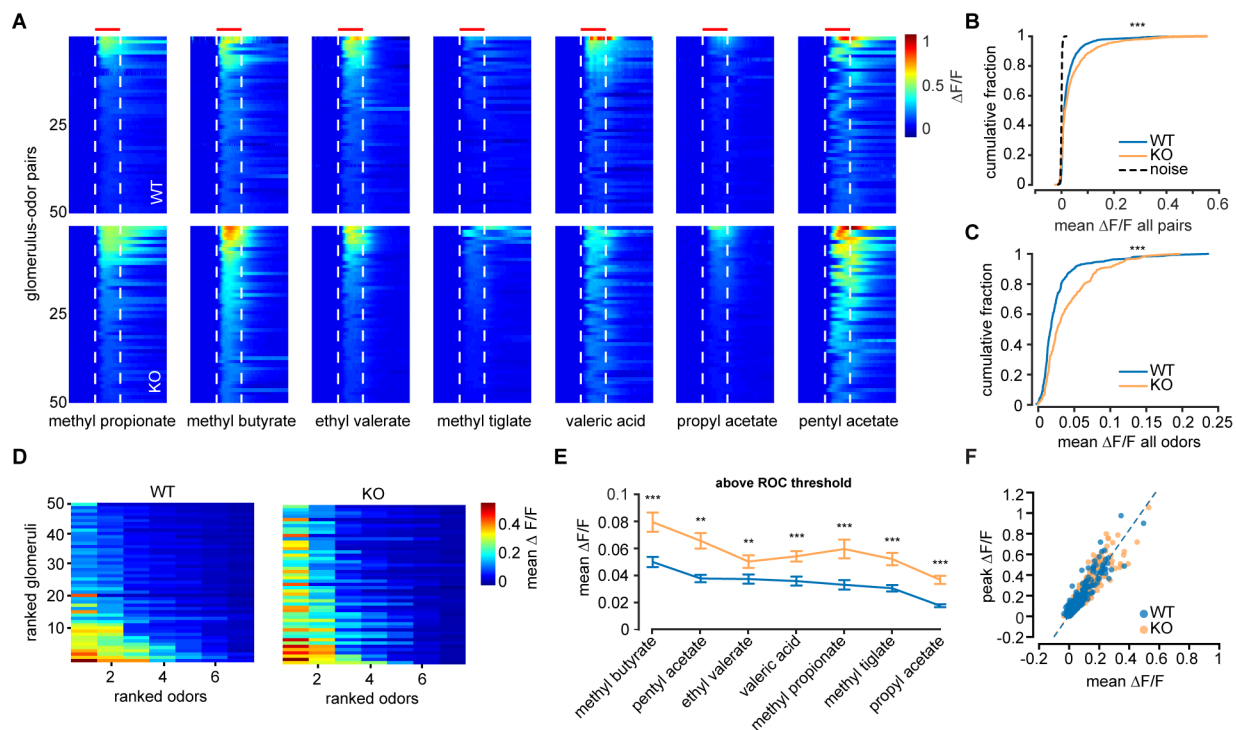 A
glomerulus-odor pairs
25
50
WT
25
50
KO
methyl propionate
methyl butyrate
ethyl valerate
methyl tiglate
valeric acid
propyl acetate
pentyl acetate
1
0.5
0
ΔF/F
B
***
1
0.8
0.6
0.4
0.2
0
cumulative fraction
WT
KO
noise
0 0.2 0.4 0.6
mean ΔF/F all pairs
C
***
1
0.8
0.6
0.4
0.2
0
cumulative fraction
WT
KO
0 0.05 0.15 0.15 0.20 0.25
mean ΔF/F all odors
D
WT
KO
50
40
30
20
10
ranked glomeruli
2 4 6
ranked odors
2 4 6
ranked odors
0.4
0.2
0
mean Δ F/F
E
above ROC threshold
0.1
0.08
0.06
0.04
0.02
0
mean ΔF/F
*** ** ** *** *** *** ***
methyl butyrate
pentyl acetate
ethyl valerate
valeric acid
methyl propionate
methyl tiglate
propyl acetate
F
1.2
1
0.8
0.6
0.4
0.2
0
-0.2
peak ΔF/F
WT
KO
-0.2 0 0.2 0.4 0.6 0.8 1
mean ΔF/F